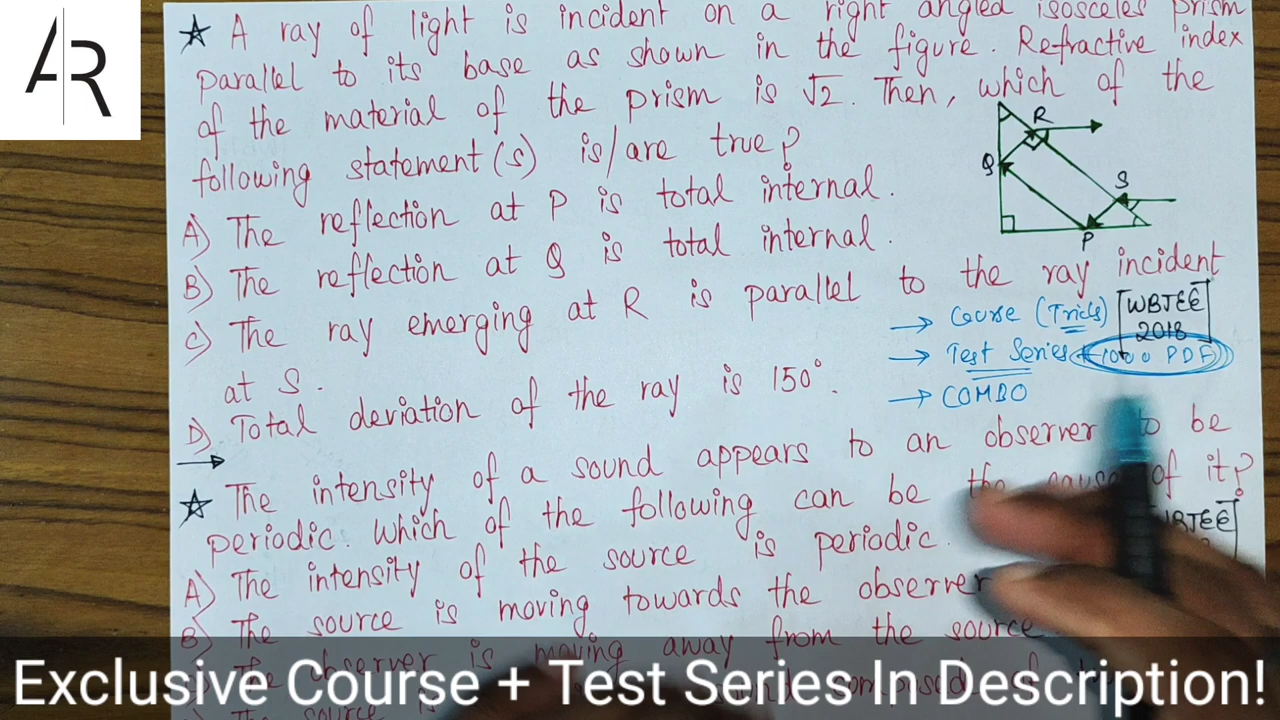 AR
★ A ray of light is incident on a right angled isosceles prism
parallel to its base as shown in the figure. Refractive index
of the material of the prism is √2. Then, which of the
following statement(s) is/are true?
R
Q
S
P
A) The reflection at P is total internal.
B) The reflection at Q is total internal.
C) The ray emerging at R is parallel to the ray incident
at S.
→ Course (Tricks)
[WBJEE
2018]
→ Test Series + 1000 PDF
→ COMBO
D) Total deviation of the ray is 150°.
→
★ The intensity of a sound appears to an observer to be
periodic. Which of the following can be the cause of it?
A) The intensity of the source is periodic.
B) The source is moving towards the observer
The observer is moving away from the source.
The source is
Exclusive Course + Test Series In Description!